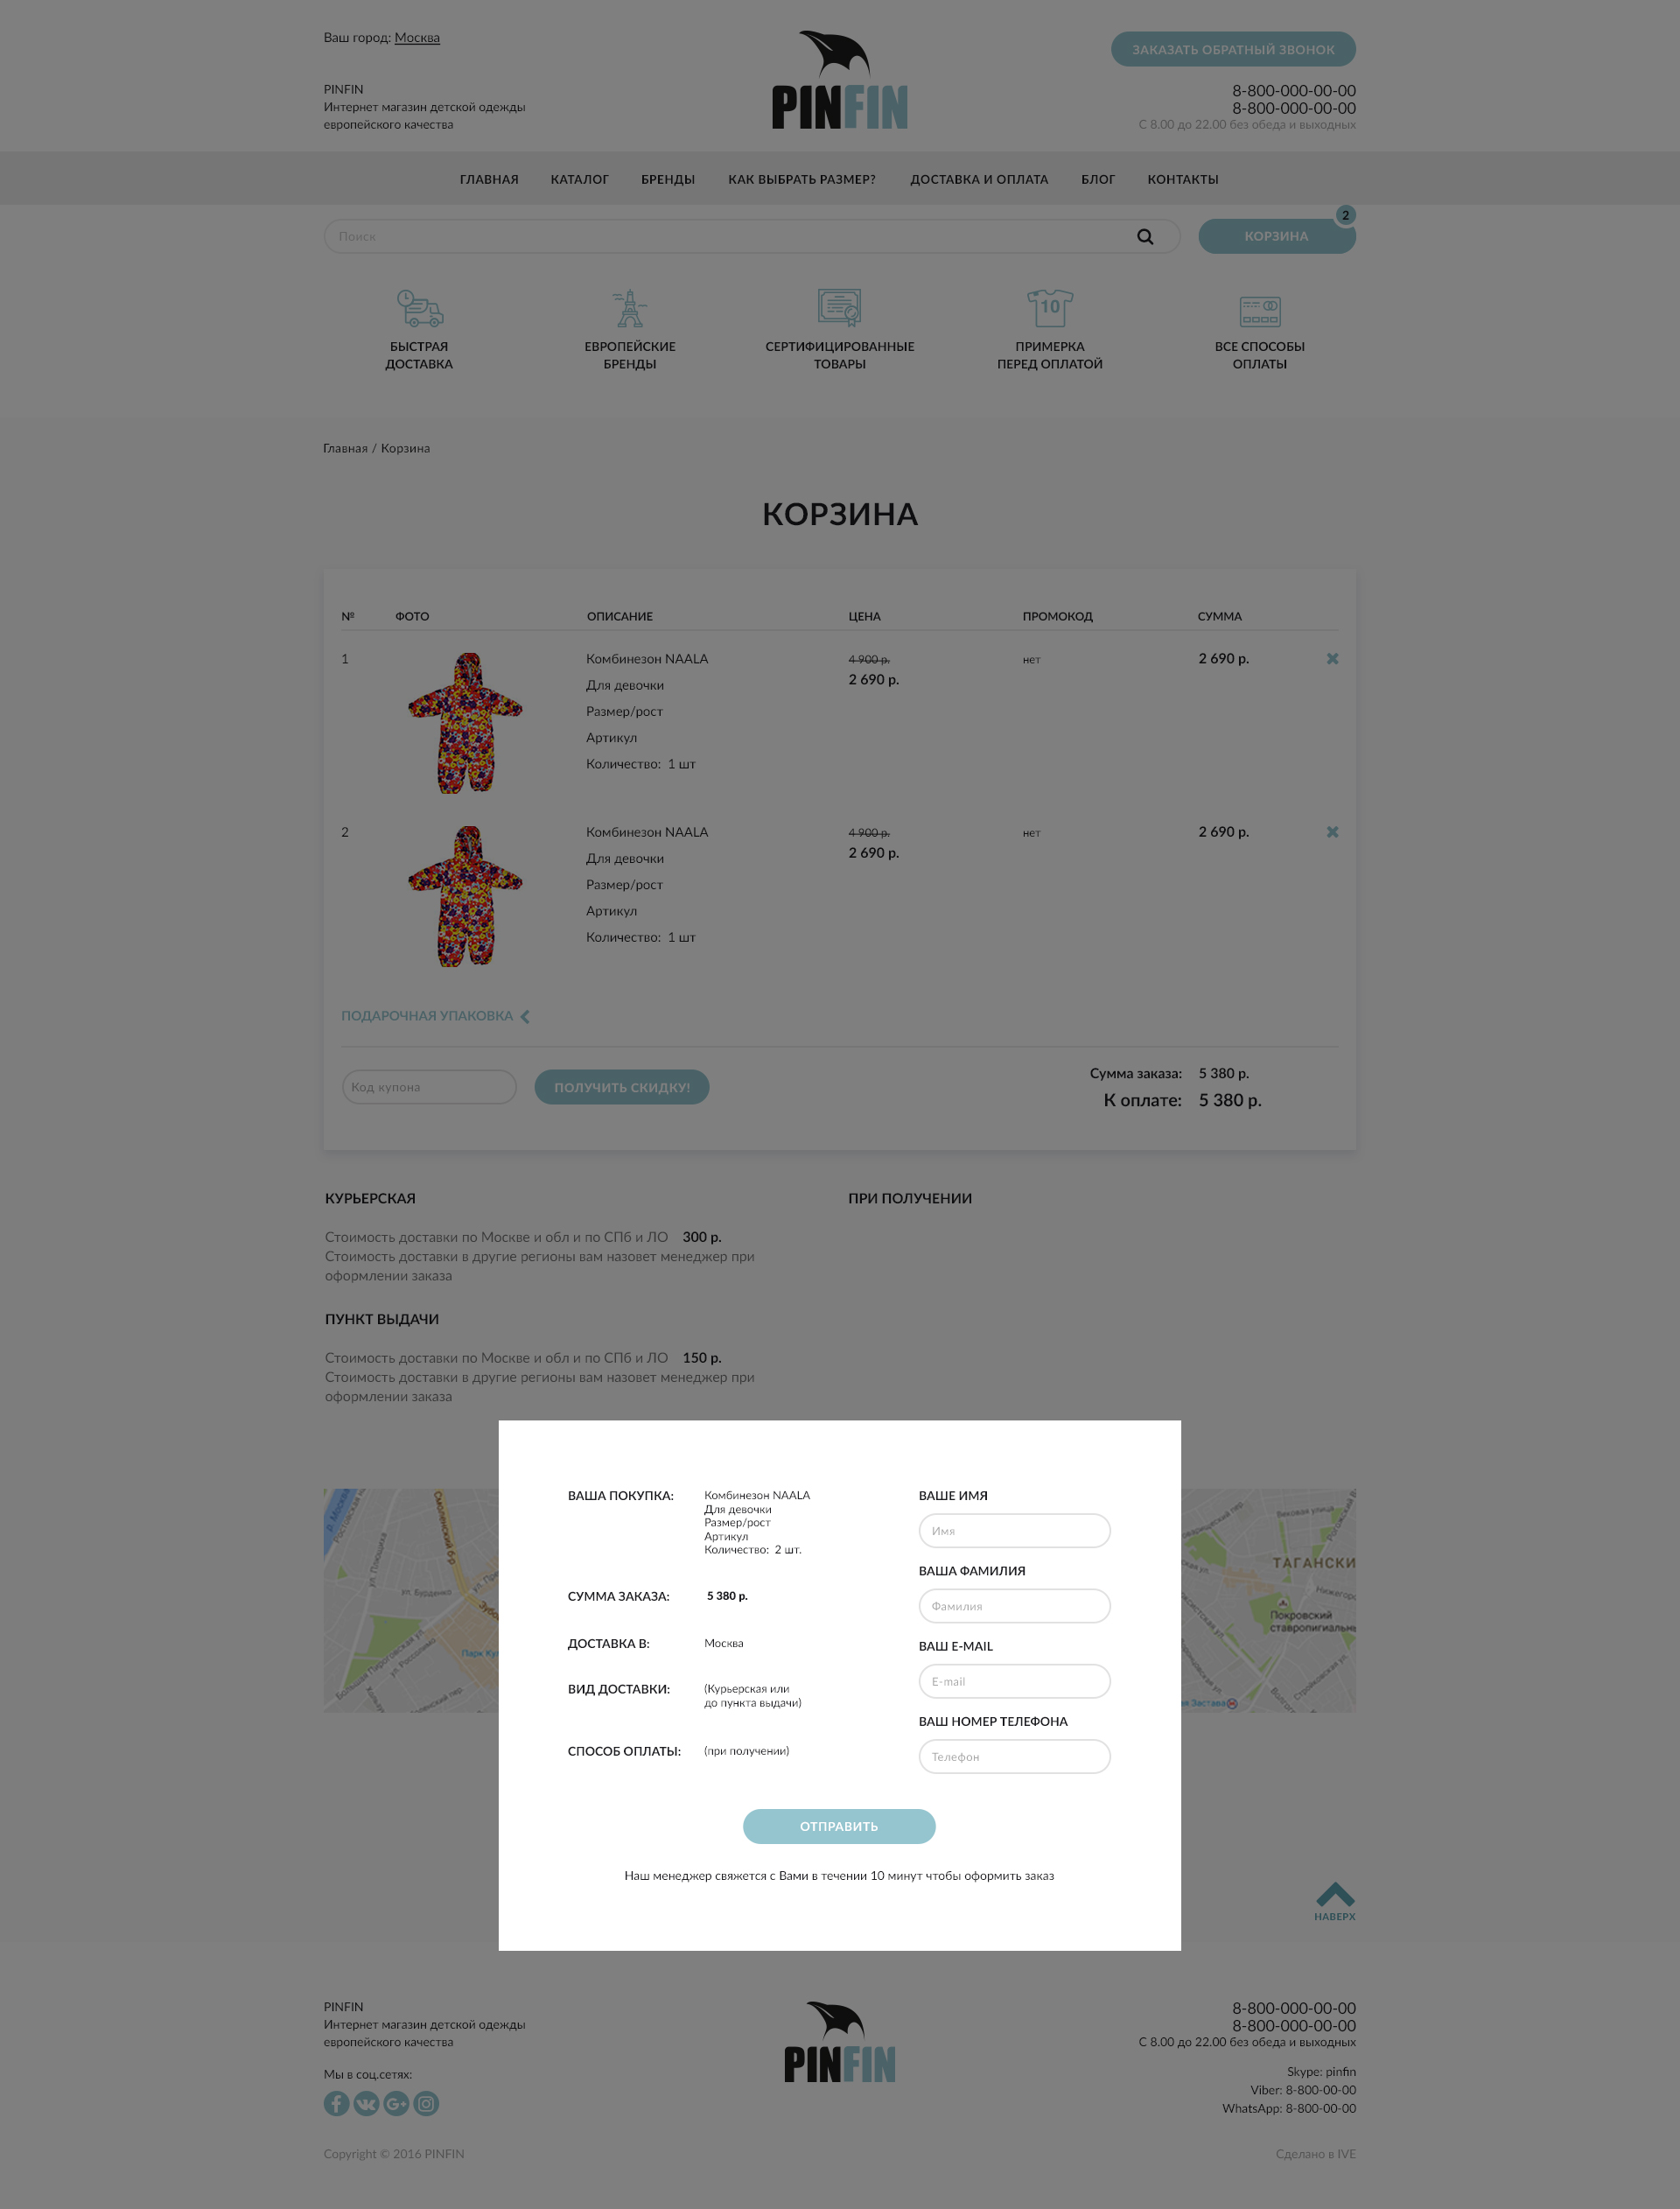 Ваш город: Москва
PINFIN
Интернет магазин детской одежды
европейского качества
PINFIN
ЗАКАЗАТЬ ОБРАТНЫЙ ЗВОНОК
8-800-000-00-00
8-800-000-00-00
С 8.00 до 22.00 без обеда и выходных
ГЛАВНАЯ КАТАЛОГ БРЕНДЫ КАК ВЫБРАТЬ РАЗМЕР? ДОСТАВКА И ОПЛАТА БЛОГ КОНТАКТЫ
Поиск
КОРЗИНА 2
БЫСТРАЯ
ДОСТАВКА
ЕВРОПЕЙСКИЕ
БРЕНДЫ
СЕРТИФИЦИРОВАННЫЕ
ТОВАРЫ
10
ПРИМЕРКА
ПЕРЕД ОПЛАТОЙ
ВСЕ СПОСОБЫ
ОПЛАТЫ
Главная / Корзина
КОРЗИНА
№ ФОТО ОПИСАНИЕ ЦЕНА ПРОМОКОД СУММА
1 Комбинезон NAALA 4 900 р. нет 2 690 р.
2 690 р.
Для девочки
Размер/рост
Артикул
Количество: 1 шт
2 Комбинезон NAALA 4 900 р. нет 2 690 р.
2 690 р.
Для девочки
Размер/рост
Артикул
Количество: 1 шт
ПОДАРОЧНАЯ УПАКОВКА
Код купона
ПОЛУЧИТЬ СКИДКУ!
Сумма заказа: 5 380 р.
К оплате: 5 380 р.
КУРЬЕРСКАЯ
Стоимость доставки по Москве и обл и по СПб и ЛО 300 р.
Стоимость доставки в другие регионы вам назовет менеджер при
оформлении заказа
ПУНКТ ВЫДАЧИ
Стоимость доставки по Москве и обл и по СПб и ЛО 150 р.
Стоимость доставки в другие регионы вам назовет менеджер при
оформлении заказа
ПРИ ПОЛУЧЕНИИ
р. Москва
ул. Плющиха
ул. Бурденко
Большая Пироговская ул.
ул. Россолимо
ТАГАНСКИ
Покровский
ставропигиальны
ВАША ПОКУПКА:
Комбинезон NAALA
Для девочки
Размер/рост
Артикул
Количество: 2 шт.
СУММА ЗАКАЗА: 5 380 р.
ДОСТАВКА В: Москва
ВИД ДОСТАВКИ: (Курьерская или
до пункта выдачи)
СПОСОБ ОПЛАТЫ: (при получении)
ВАШЕ ИМЯ
Имя
ВАША ФАМИЛИЯ
Фамилия
ВАШ E-MAIL
E-mail
ВАШ НОМЕР ТЕЛЕФОНА
Телефон
ОТПРАВИТЬ
Наш менеджер свяжется с Вами в течении 10 минут чтобы оформить заказ
НАВЕРХ
PINFIN
Интернет магазин детской одежды
европейского качества
Мы в соц.сетях:
PINFIN
8-800-000-00-00
8-800-000-00-00
С 8.00 до 22.00 без обеда и выходных
Skype: pinfin
Viber: 8-800-00-00
WhatsApp: 8-800-00-00
Copyright © 2016 PINFIN
Сделано в IVE